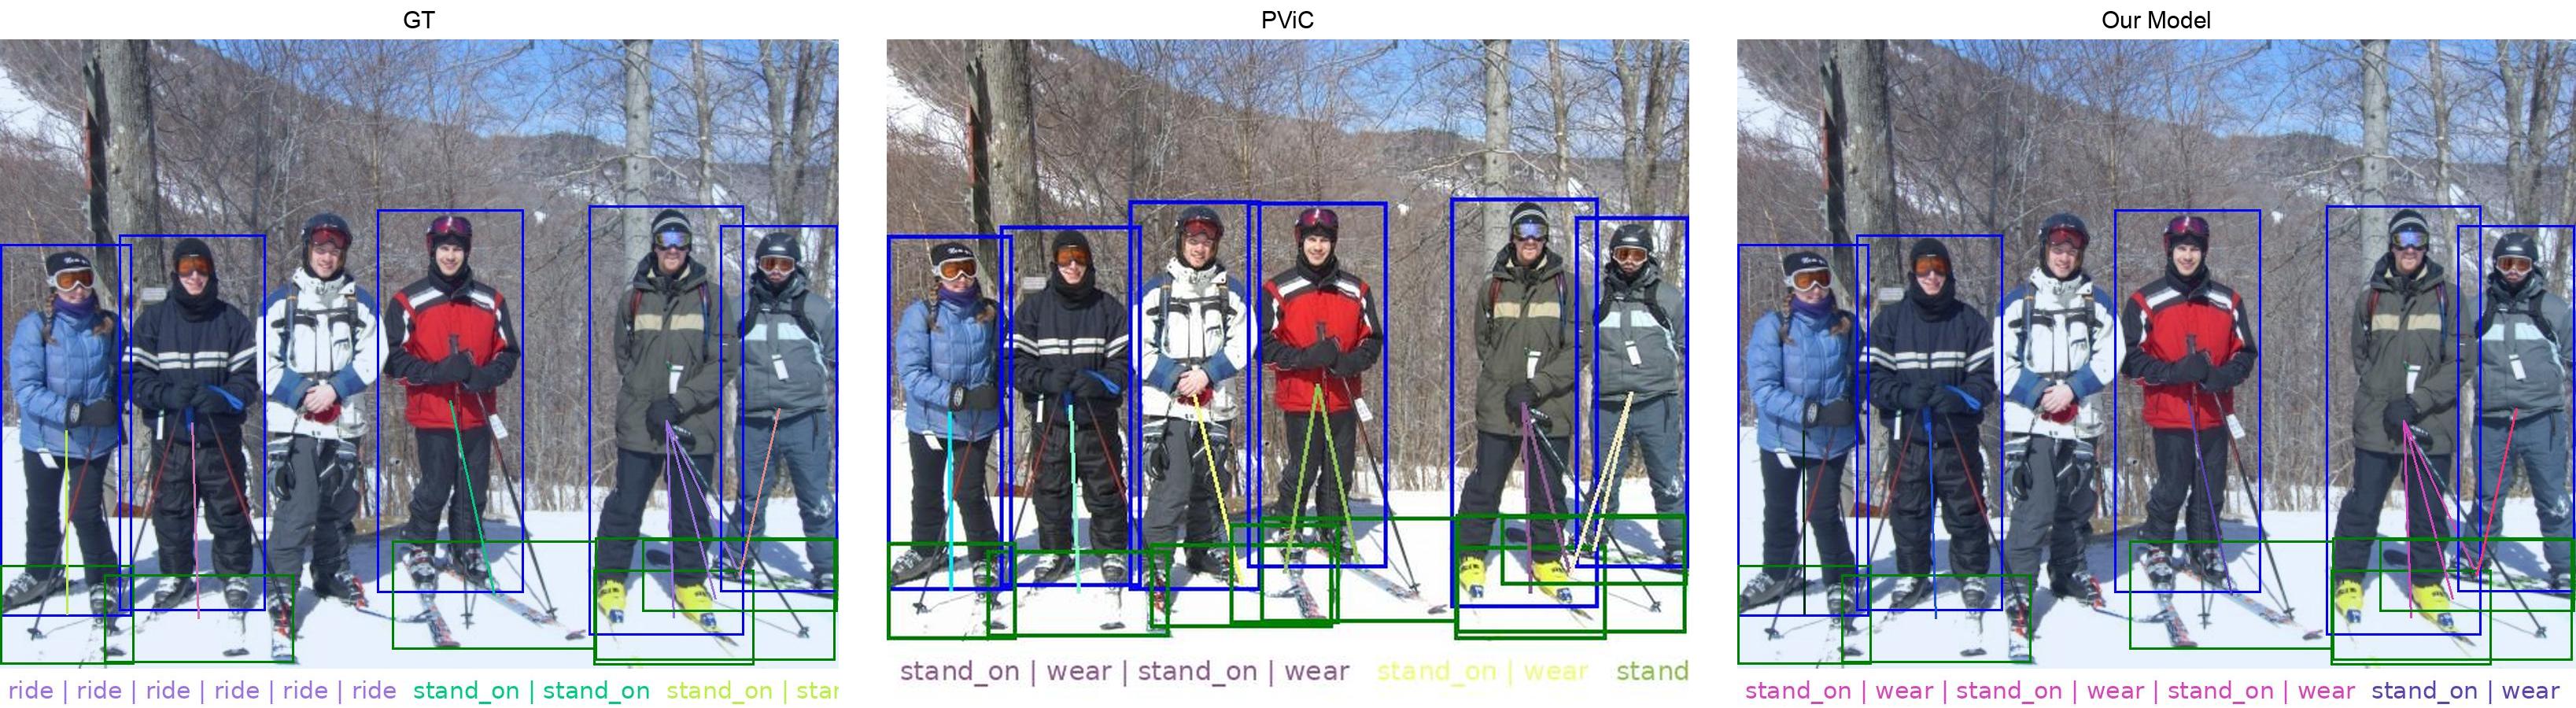 GT
PViC
Our Model
ride | ride | ride | ride | ride | ride stand_on | stand_on stand_on | star
stand_on | wear | stand_on | wear stand_on | wear stand
stand_on | wear | stand_on | wear | stand_on | wear stand_on | wear